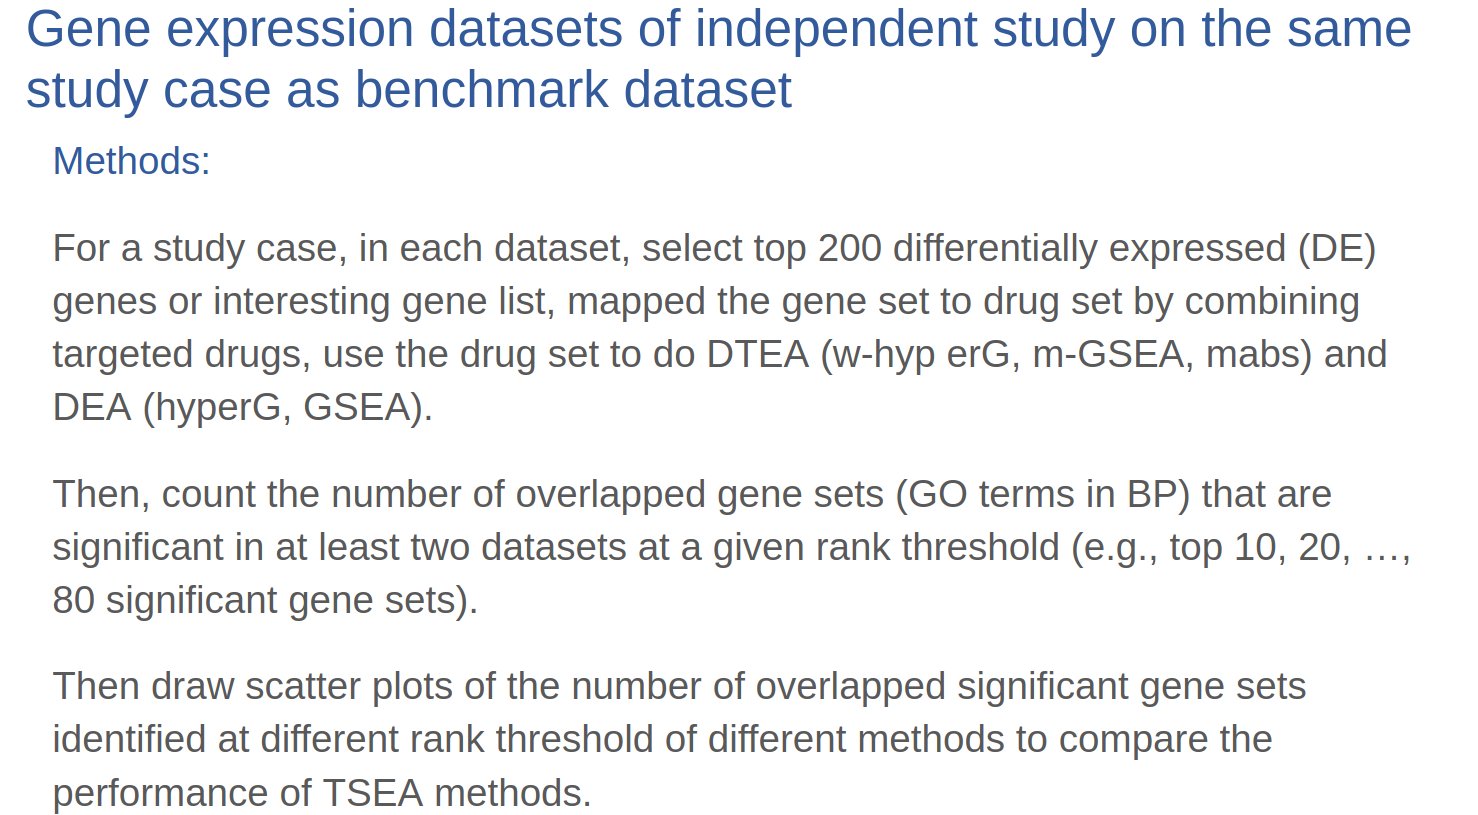 Gene expression datasets of independent study on the same
study case as benchmark dataset
Methods:
For a study case, in each dataset, select top 200 differentially expressed (DE)
genes or interesting gene list, mapped the gene set to drug set by combining
targeted drugs, use the drug set to do DTEA (w-hyp erG, m-GSEA, mabs) and
DEA (hyperG, GSEA).
Then, count the number of overlapped gene sets (GO terms in BP) that are
significant in at least two datasets at a given rank threshold (e.g., top 10, 20, …,
80 significant gene sets).
Then draw scatter plots of the number of overlapped significant gene sets
identified at different rank threshold of different methods to compare the
performance of TSEA methods.